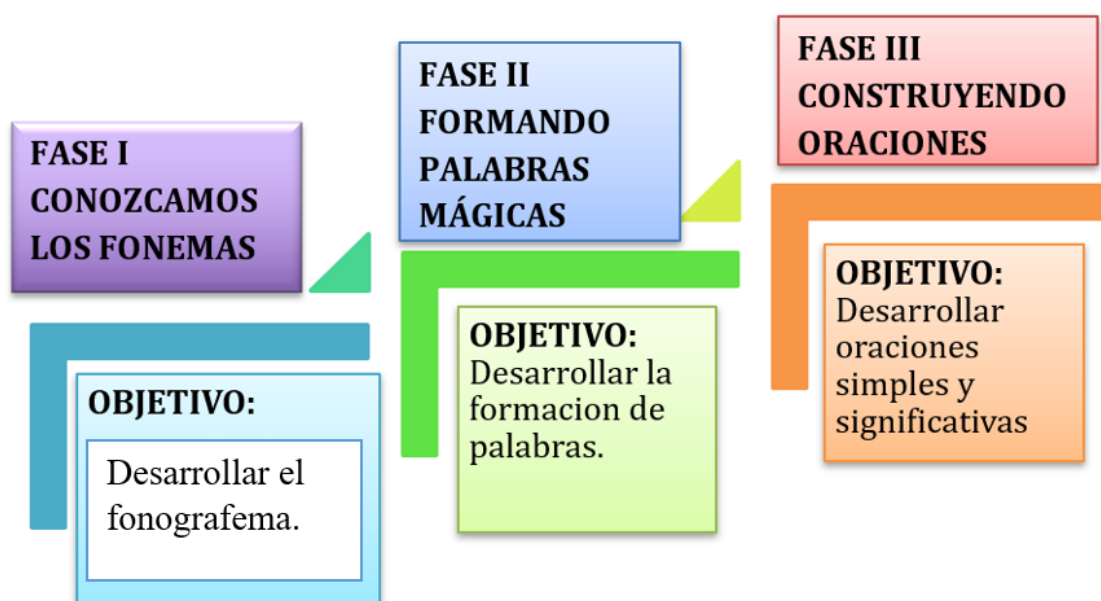 FASE I
CONOZCAMOS
LOS FONEMAS
OBJETIVO:
Desarrollar el
fonografema.
FASE II
FORMANDO
PALABRAS
MÁGICAS
OBJETIVO:
Desarrollar la
formacion de
palabras.
FASE III
CONSTRUYENDO
ORACIONES
OBJETIVO:
Desarrollar
oraciones
simples y
significativas